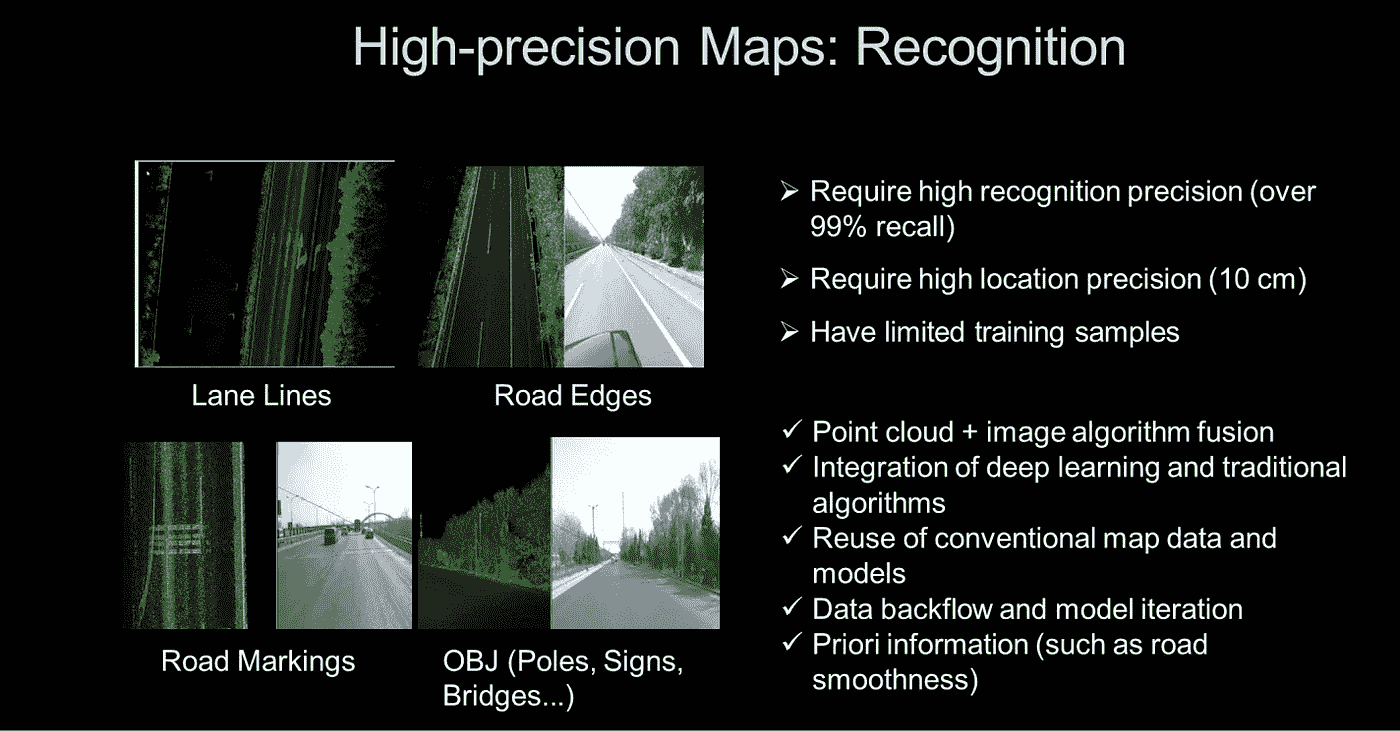 High-precision Maps: Recognition
Lane Lines
Road Edges
Road Markings
OBJ (Poles, Signs,
Bridges...)
➢ Require high recognition precision (over
99% recall)
➢ Require high location precision (10 cm)
➢ Have limited training samples
✓ Point cloud + image algorithm fusion
✓ Integration of deep learning and traditional
algorithms
✓ Reuse of conventional map data and
models
✓ Data backflow and model iteration
✓ Priori information (such as road
smoothness)